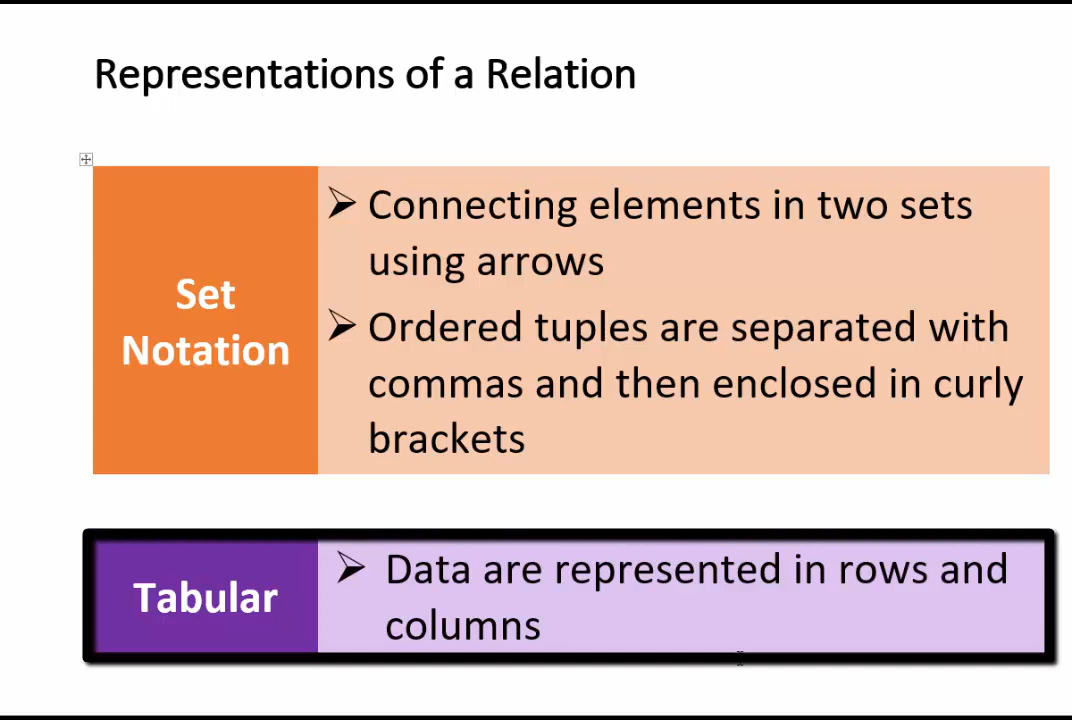 Representations of a Relation
Set
Notation
➢ Connecting elements in two sets
using arrows
➢ Ordered tuples are separated with
commas and then enclosed in curly
brackets
Tabular
➢ Data are represented in rows and
columns